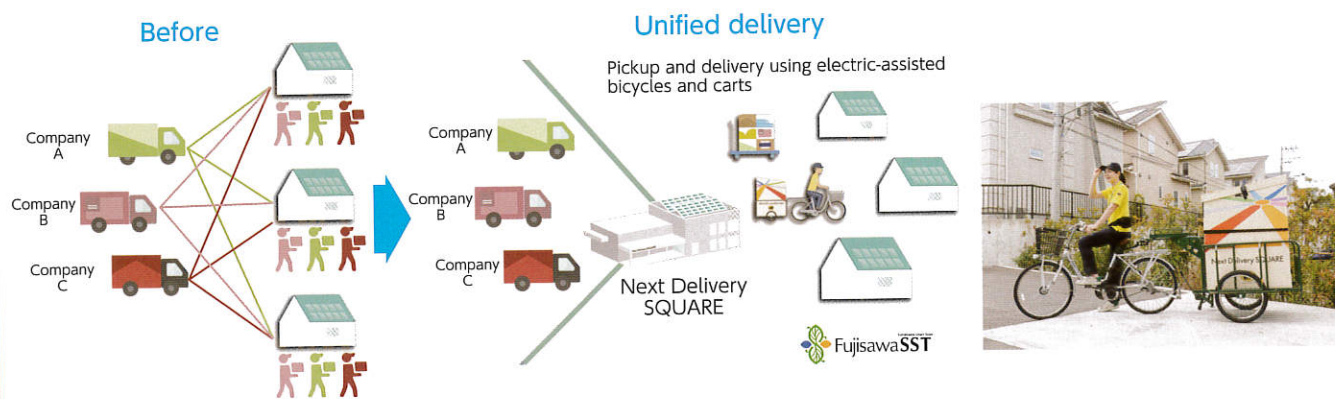 Before
Company
A
Company
B
Company
C
Unified delivery
Pickup and delivery using electric-assisted
bicycles and carts
Company
A
Company
B
Company
C
Next Delivery
SQUARE
FujisawaSST
Next Delivery SQUARE